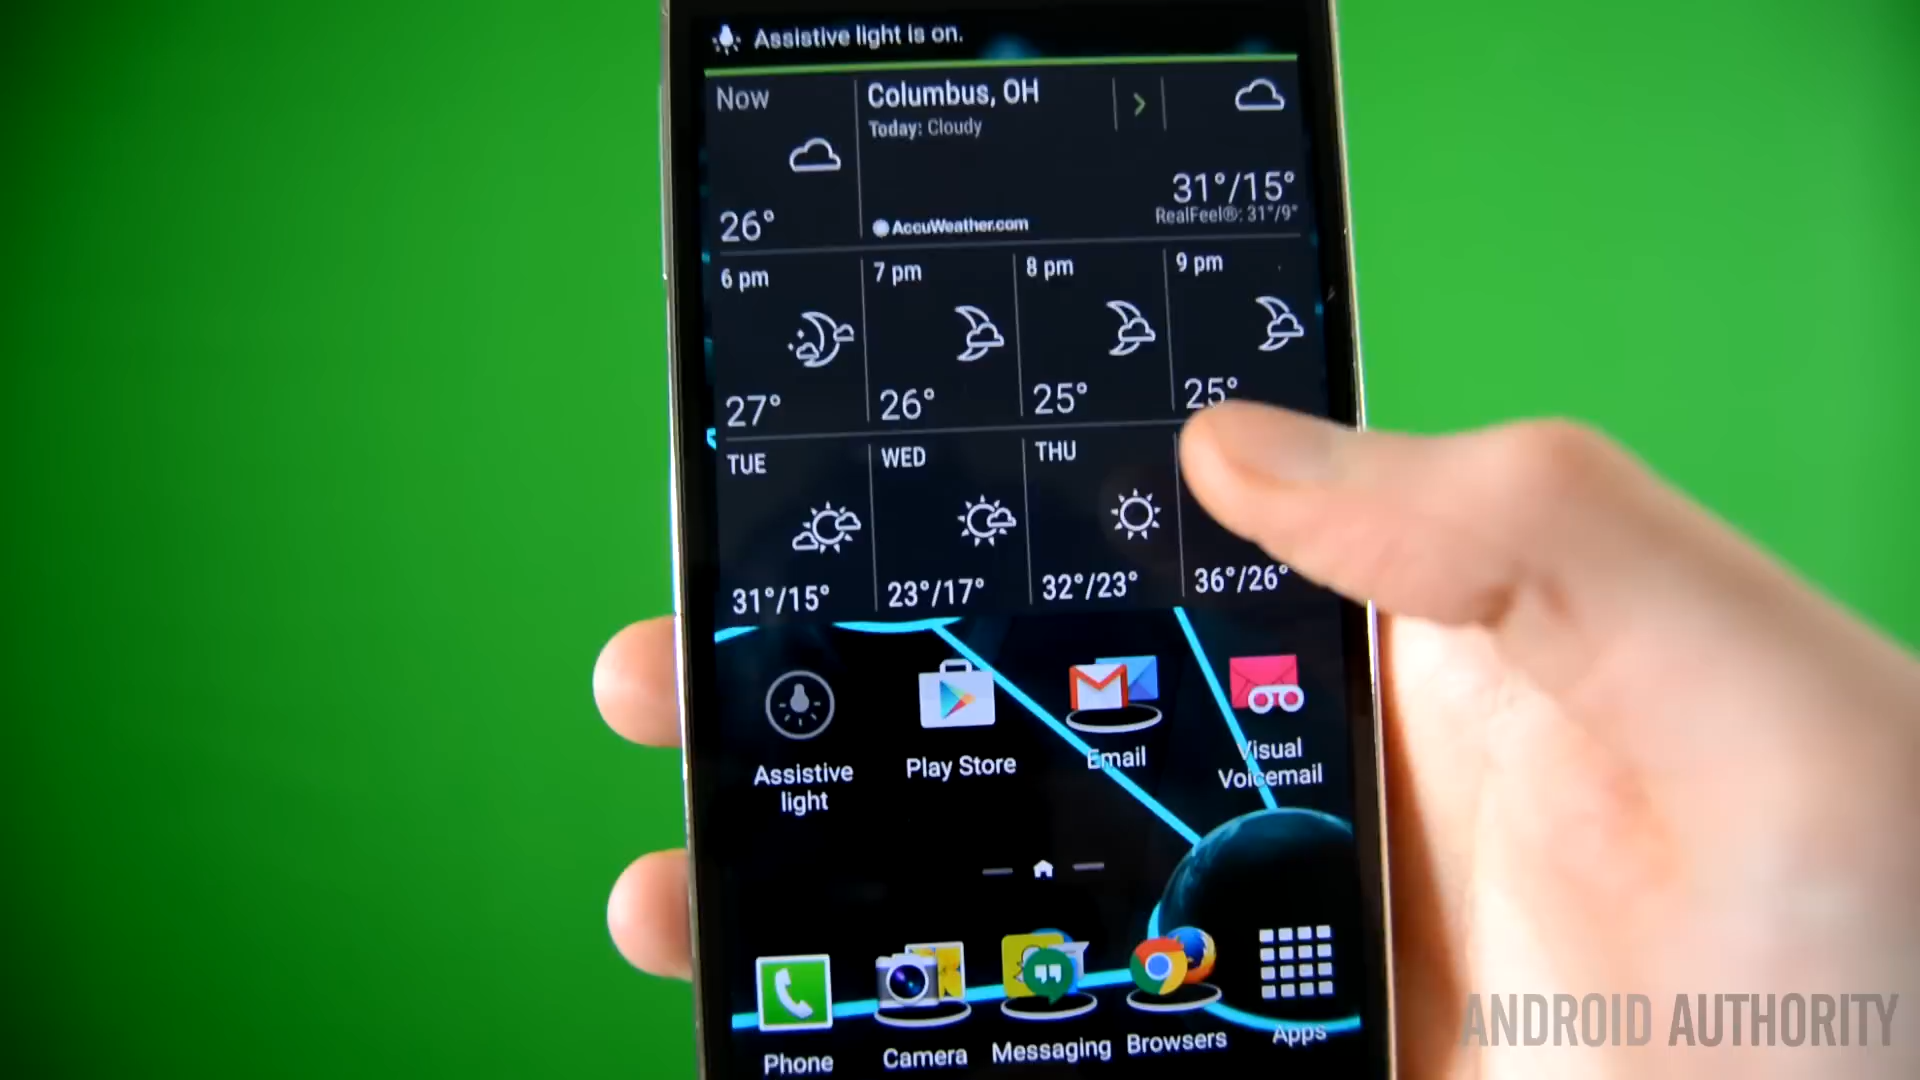 Assistive light is on.
Now
Columbus, OH
Today: Cloudy
26°
AccuWeather.com
31°/15°
RealFeel®: 31°/9°
6 pm
7 pm
8 pm
9 pm
27°
26°
25°
25°
TUE
WED
THU
31°/15°
23°/17°
32°/23°
36°/26°
Assistive
light
Play Store
Email
Visual
Voicemail
Phone
Camera
Messaging
Browsers
Apps
ANDROID AUTHORITY